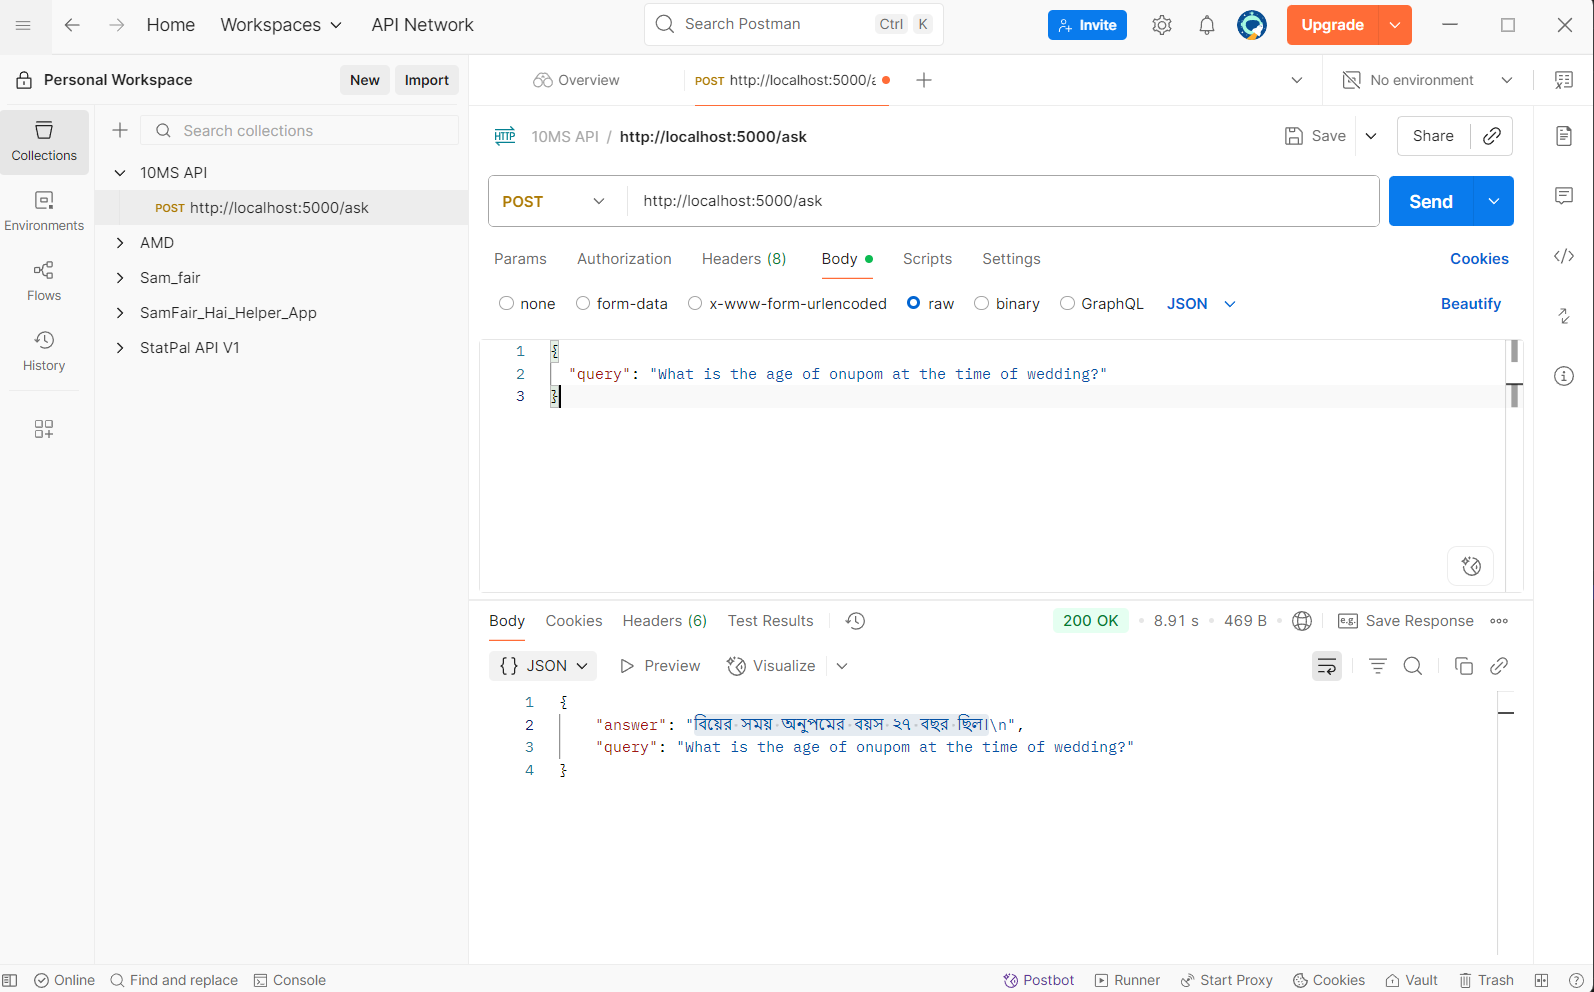 Home Workspaces API Network Search Postman Ctrl K Invite Upgrade
Personal Workspace New Import Overview POST http://localhost:5000/a No environment
Collections
Environments
Flows
History
Search collections
10MS API
POST http://localhost:5000/ask
AMD
Sam_fair
SamFair_Hai_Helper_App
StatPal API V1
HTTP 10MS API / http://localhost:5000/ask Save Share
POST http://localhost:5000/ask Send
Params Authorization Headers (8) Body Scripts Settings Cookies
none form-data x-www-form-urlencoded raw binary GraphQL JSON Beautify
1 {
2 "query": "What is the age of onupom at the time of wedding?"
3 }
Body Cookies Headers (6) Test Results 200 OK 8.91 s 469 B e.g. Save Response
{} JSON Preview Visualize
1 {
2 "answer": "বিয়ের সময় অনুপমের বয়স ২৭ বছর ছিল।\n",
3 "query": "What is the age of onupom at the time of wedding?"
4 }
Online Find and replace Console Postbot Runner Start Proxy Cookies Vault Trash